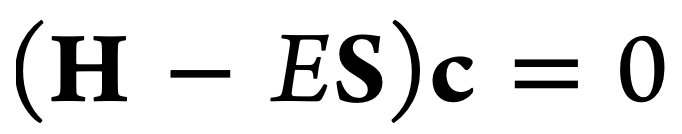 (H − ES)c = 0